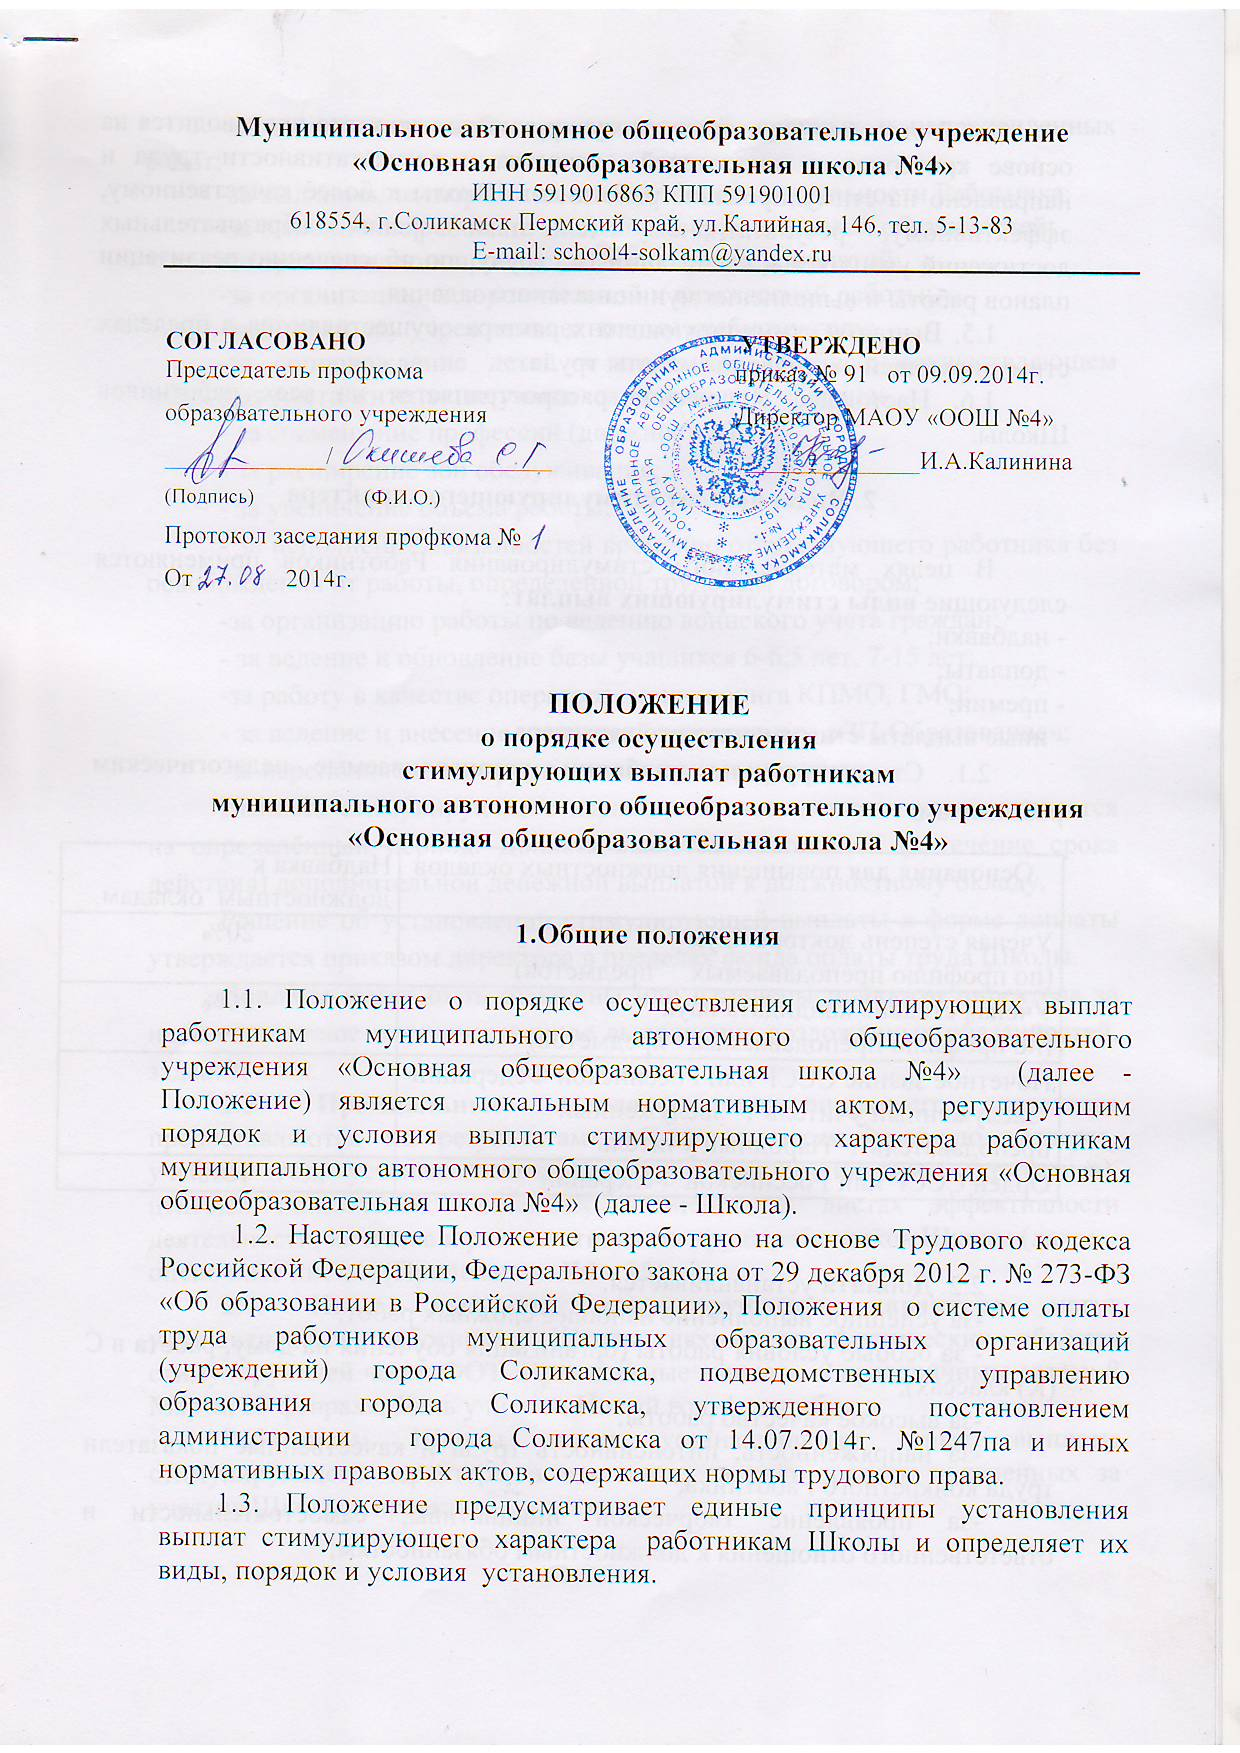 Муниципальное автономное общеобразовательное учреждение
«Основная общеобразовательная школа №4»
ИНН 5919016863 КПП 591901001
618554, г.Соликамск Пермский край, ул.Калийная, 146, тел. 5-13-83
E-mail: school4-solkam@yandex.ru
СОГЛАСОВАНО
Председатель профкома
образовательного учреждения
(Подпись) (Ф.И.О.)
Протокол заседания профкома № 1
От 27.08 2014г.
УТВЕРЖДЕНО
приказ № 91 от 09.09.2014г.
Директор МАОУ «ООШ №4»
И.А.Калинина
ПОЛОЖЕНИЕ
о порядке осуществления
стимулирующих выплат работникам
муниципального автономного общеобразовательного учреждения
«Основная общеобразовательная школа №4»
1.Общие положения
1.1. Положение о порядке осуществления стимулирующих выплат
работникам муниципального автономного общеобразовательного
учреждения «Основная общеобразовательная школа №4» (далее -
Положение) является локальным нормативным актом, регулирующим
порядок и условия выплат стимулирующего характера работникам
муниципального автономного общеобразовательного учреждения «Основная
общеобразовательная школа №4» (далее - Школа).
1.2. Настоящее Положение разработано на основе Трудового кодекса
Российской Федерации, Федерального закона от 29 декабря 2012 г. № 273-ФЗ
«Об образовании в Российской Федерации», Положения о системе оплаты
труда работников муниципальных образовательных организаций
(учреждений) города Соликамска, подведомственных управлению
образования города Соликамска, утвержденного постановлением
администрации города Соликамска от 14.07.2014г. №1247па и иных
нормативных правовых актов, содержащих нормы трудового права.
1.3. Положение предусматривает единые принципы установления
выплат стимулирующего характера работникам Школы и определяет их
виды, порядок и условия установления.